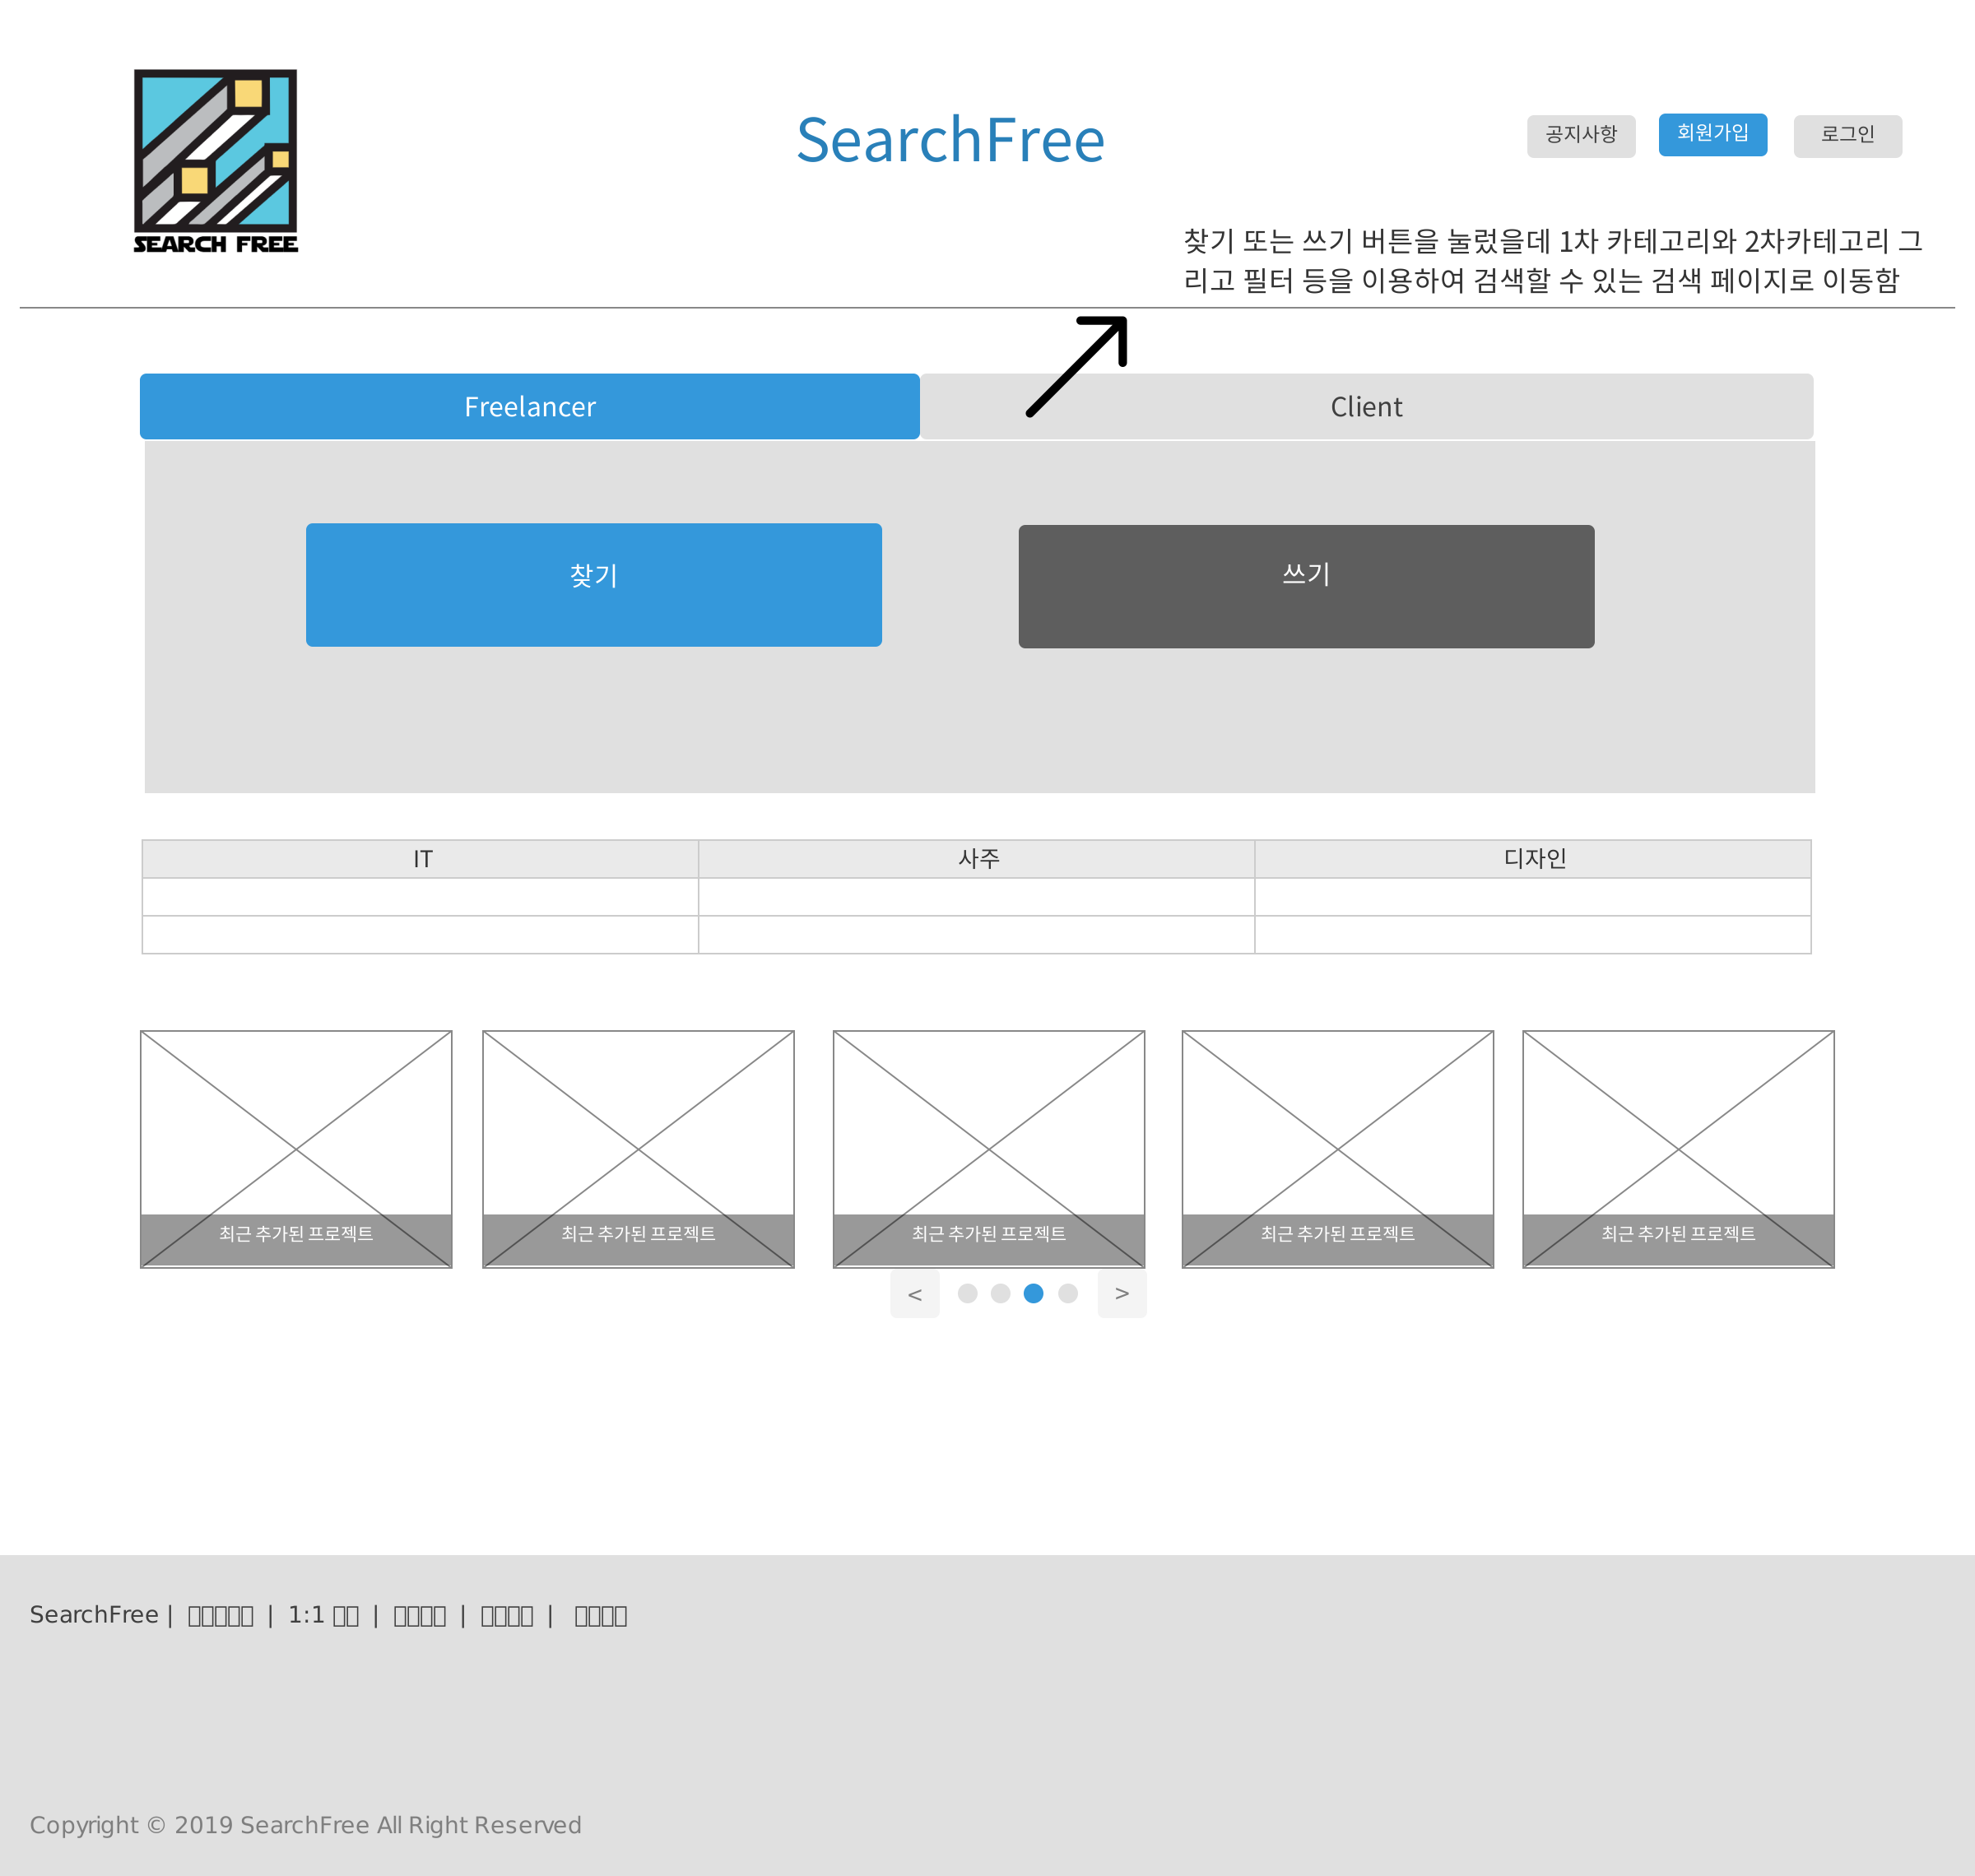 SEARCH FREE
SearchFree
공지사항
회원가입
로그인
찾기 또는 쓰기 버튼을 눌렀을데 1차 카테고리와 2차카테고리 그
리고 필터 등을 이용하여 검색할 수 있는 검색 페이지로 이동함
Freelancer
Client
찾기
쓰기
IT
사주
디자인
최근 추가된 프로젝트
최근 추가된 프로젝트
최근 추가된 프로젝트
최근 추가된 프로젝트
최근 추가된 프로젝트
<
>
SearchFree | | 1:1 | | |
Copyright © 2019 SearchFree All Right Reserved